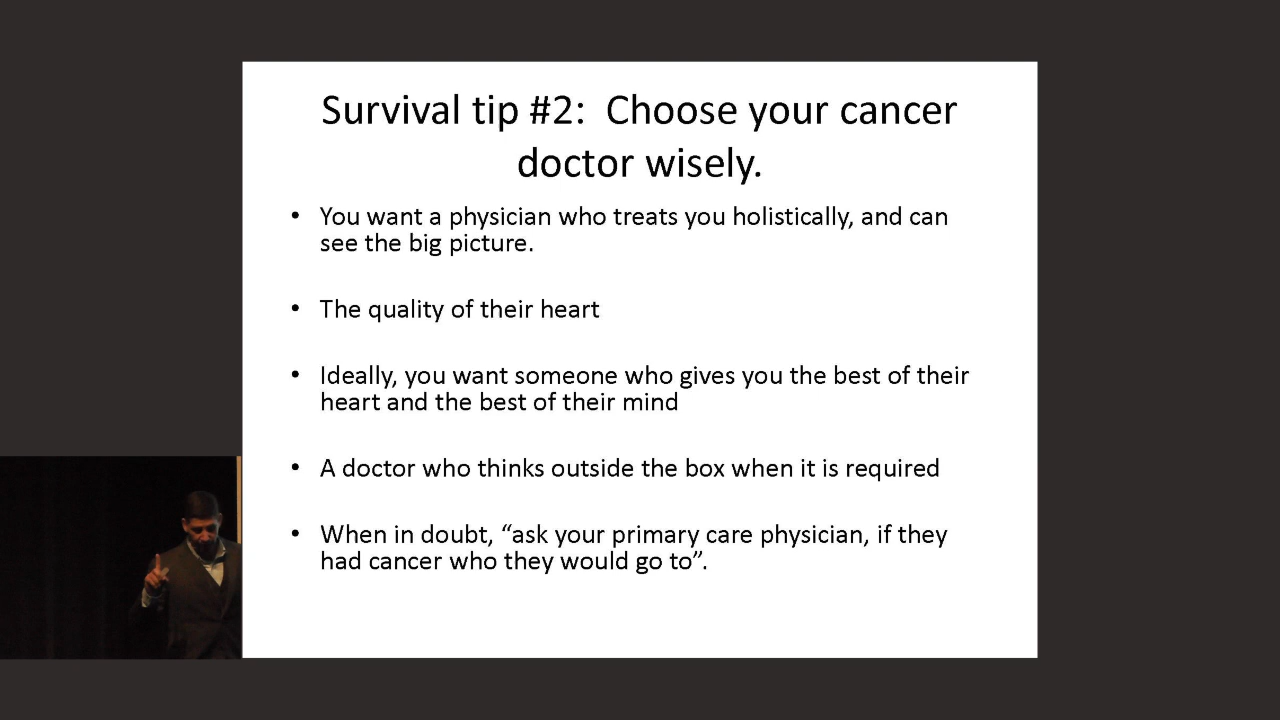 Survival tip #2:  Choose your cancer
doctor wisely.
• You want a physician who treats you holistically, and can
see the big picture.
• The quality of their heart
• Ideally, you want someone who gives you the best of their
heart and the best of their mind
• A doctor who thinks outside the box when it is required
• When in doubt, “ask your primary care physician, if they
had cancer who they would go to”.